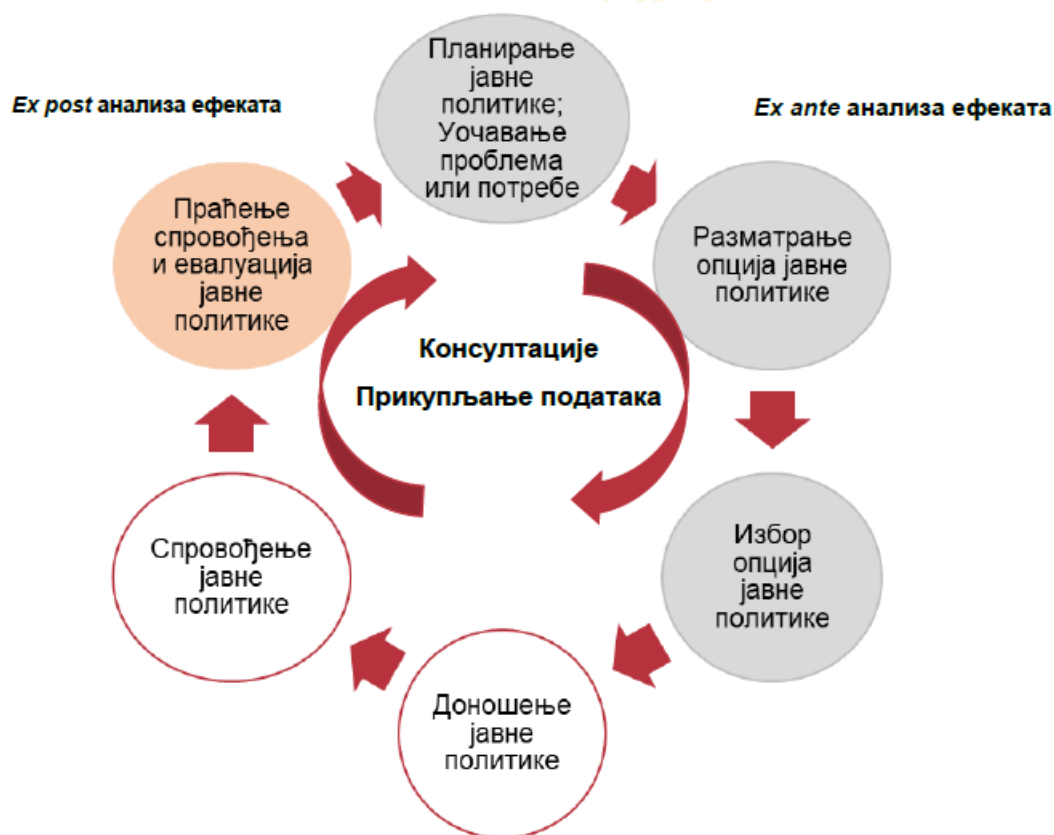 Ex post анализа ефеката
Планирање
јавне
политике;
Уочавање
проблема
или потребе
Ex ante анализа ефеката
Разматрање
опција јавне
политике
Избор
опција
јавне
политике
Доношење
јавне
политике
Спровођење
јавне
политике
Праћење
спровођења
и евалуација
јавне
политике
Консултације
Прикупљање података